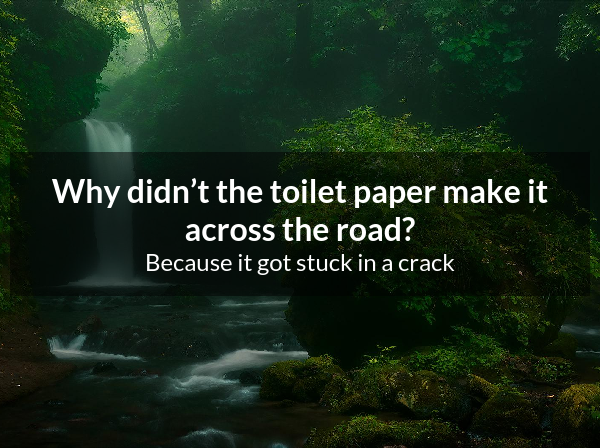 Why didn’t the toilet paper make it
across the road?
Because it got stuck in a crack